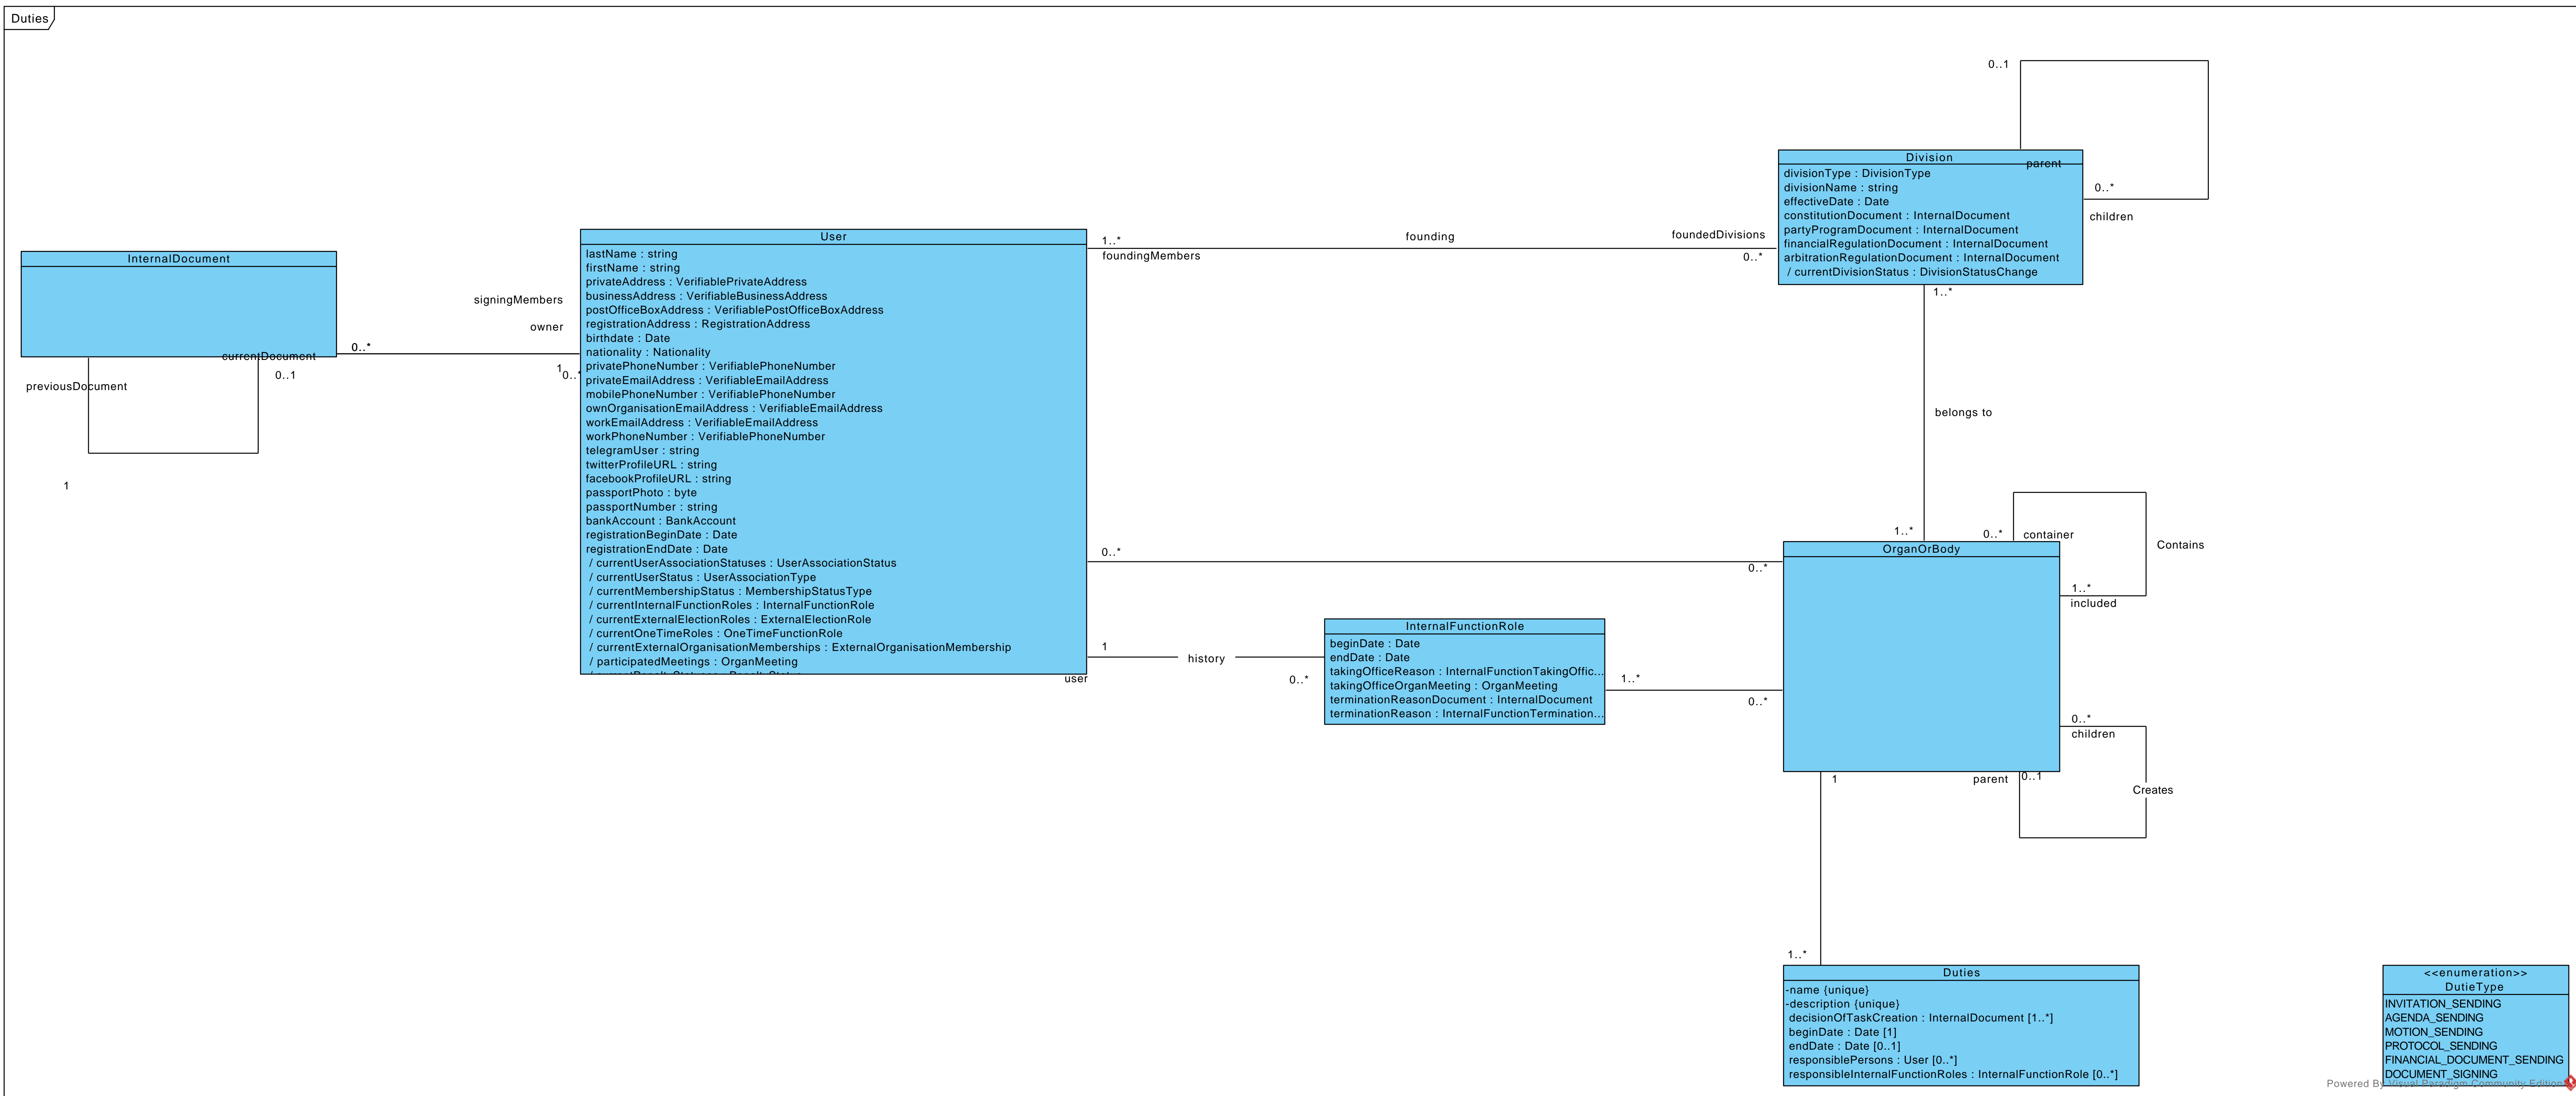 Duties
0..1
Division
parent
divisionType : DivisionType
divisionName : string
effectiveDate : Date
constitutionDocument : InternalDocument
partyProgramDocument : InternalDocument
financialRegulationDocument : InternalDocument
arbitrationRegulationDocument : InternalDocument
/ currentDivisionStatus : DivisionStatusChange
0..*
children
1..*
foundingMembers
founding
foundedDivisions
0..*
1..*
InternalDocument
currentDocument
0..1
previousDocument
1
0..*
signingMembers
owner
1
0..*
User
lastName : string
firstName : string
privateAddress : VerifiablePrivateAddress
businessAddress : VerifiableBusinessAddress
postOfficeBoxAddress : VerifiablePostOfficeBoxAddress
registrationAddress : RegistrationAddress
birthdate : Date
nationality : Nationality
privatePhoneNumber : VerifiablePhoneNumber
privateEmailAddress : VerifiableEmailAddress
mobilePhoneNumber : VerifiablePhoneNumber
ownOrganisationEmailAddress : VerifiableEmailAddress
workEmailAddress : VerifiableEmailAddress
workPhoneNumber : VerifiablePhoneNumber
telegramUser : string
twitterProfileURL : string
facebookProfileURL : string
passportPhoto : byte
passportNumber : string
bankAccount : BankAccount
registrationBeginDate : Date
registrationEndDate : Date
/ currentUserAssociationStatuses : UserAssociationStatus
/ currentUserStatus : UserAssociationType
/ currentMembershipStatus : MembershipStatusType
/ currentInternalFunctionRoles : InternalFunctionRole
/ currentExternalElectionRoles : ExternalElectionRole
/ currentOneTimeRoles : OneTimeFunctionRole
/ currentExternalOrganisationMemberships : ExternalOrganisationMembership
/ participatedMeetings : OrganMeeting
belongs to
1..*
0..*
container
Contains
1..*
included
OrganOrBody
0..*
0..*
1
user
history
0..*
InternalFunctionRole
beginDate : Date
endDate : Date
takingOfficeReason : InternalFunctionTakingOffic...
takingOfficeOrganMeeting : OrganMeeting
terminationReasonDocument : InternalDocument
terminationReason : InternalFunctionTermination...
1..*
0..*
0..*
children
parent
0..1
Creates
1
1..*
Duties
-name {unique}
-description {unique}
decisionOfTaskCreation : InternalDocument [1..*]
beginDate : Date [1]
endDate : Date [0..1]
responsiblePersons : User [0..*]
responsibleInternalFunctionRoles : InternalFunctionRole [0..*]
<<enumeration>>
DutieType
INVITATION_SENDING
AGENDA_SENDING
MOTION_SENDING
PROTOCOL_SENDING
FINANCIAL_DOCUMENT_SENDING
DOCUMENT_SIGNING
Powered By Visual Paradigm Community Edition